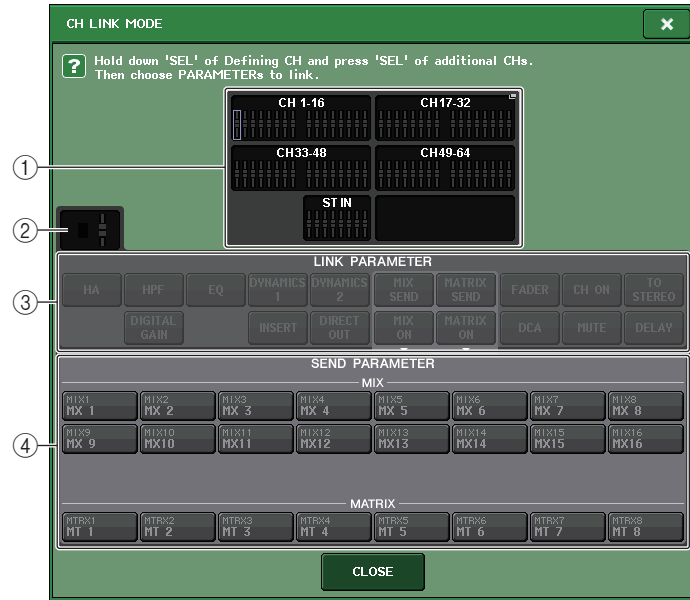 CH LINK MODE
×
? Hold down 'SEL' of Defining CH and press 'SEL' of additional CHs.
Then choose PARAMETERs to link.
CH 1-16 CH17-32
1
CH33-48 CH49-64
ST IN
2
LINK PARAMETER
3
HA HPF EQ DYNAMICS 1 DYNAMICS 2 MIX SEND MATRIX SEND FADER CH ON TO STEREO
DIGITAL GAIN INSERT DIRECT OUT MIX ON MATRIX ON DCA MUTE DELAY
SEND PARAMETER
MIX
MIX1 MIX2 MIX3 MIX4 MIX5 MIX6 MIX7 MIX8
MX 1 MX 2 MX 3 MX 4 MX 5 MX 6 MX 7 MX 8
4
MIX9 MIX10 MIX11 MIX12 MIX13 MIX14 MIX15 MIX16
MX 9 MX10 MX11 MX12 MX13 MX14 MX15 MX16
MATRIX
MTRX1 MTRX2 MTRX3 MTRX4 MTRX5 MTRX6 MTRX7 MTRX8
MT 1 MT 2 MT 3 MT 4 MT 5 MT 6 MT 7 MT 8
CLOSE